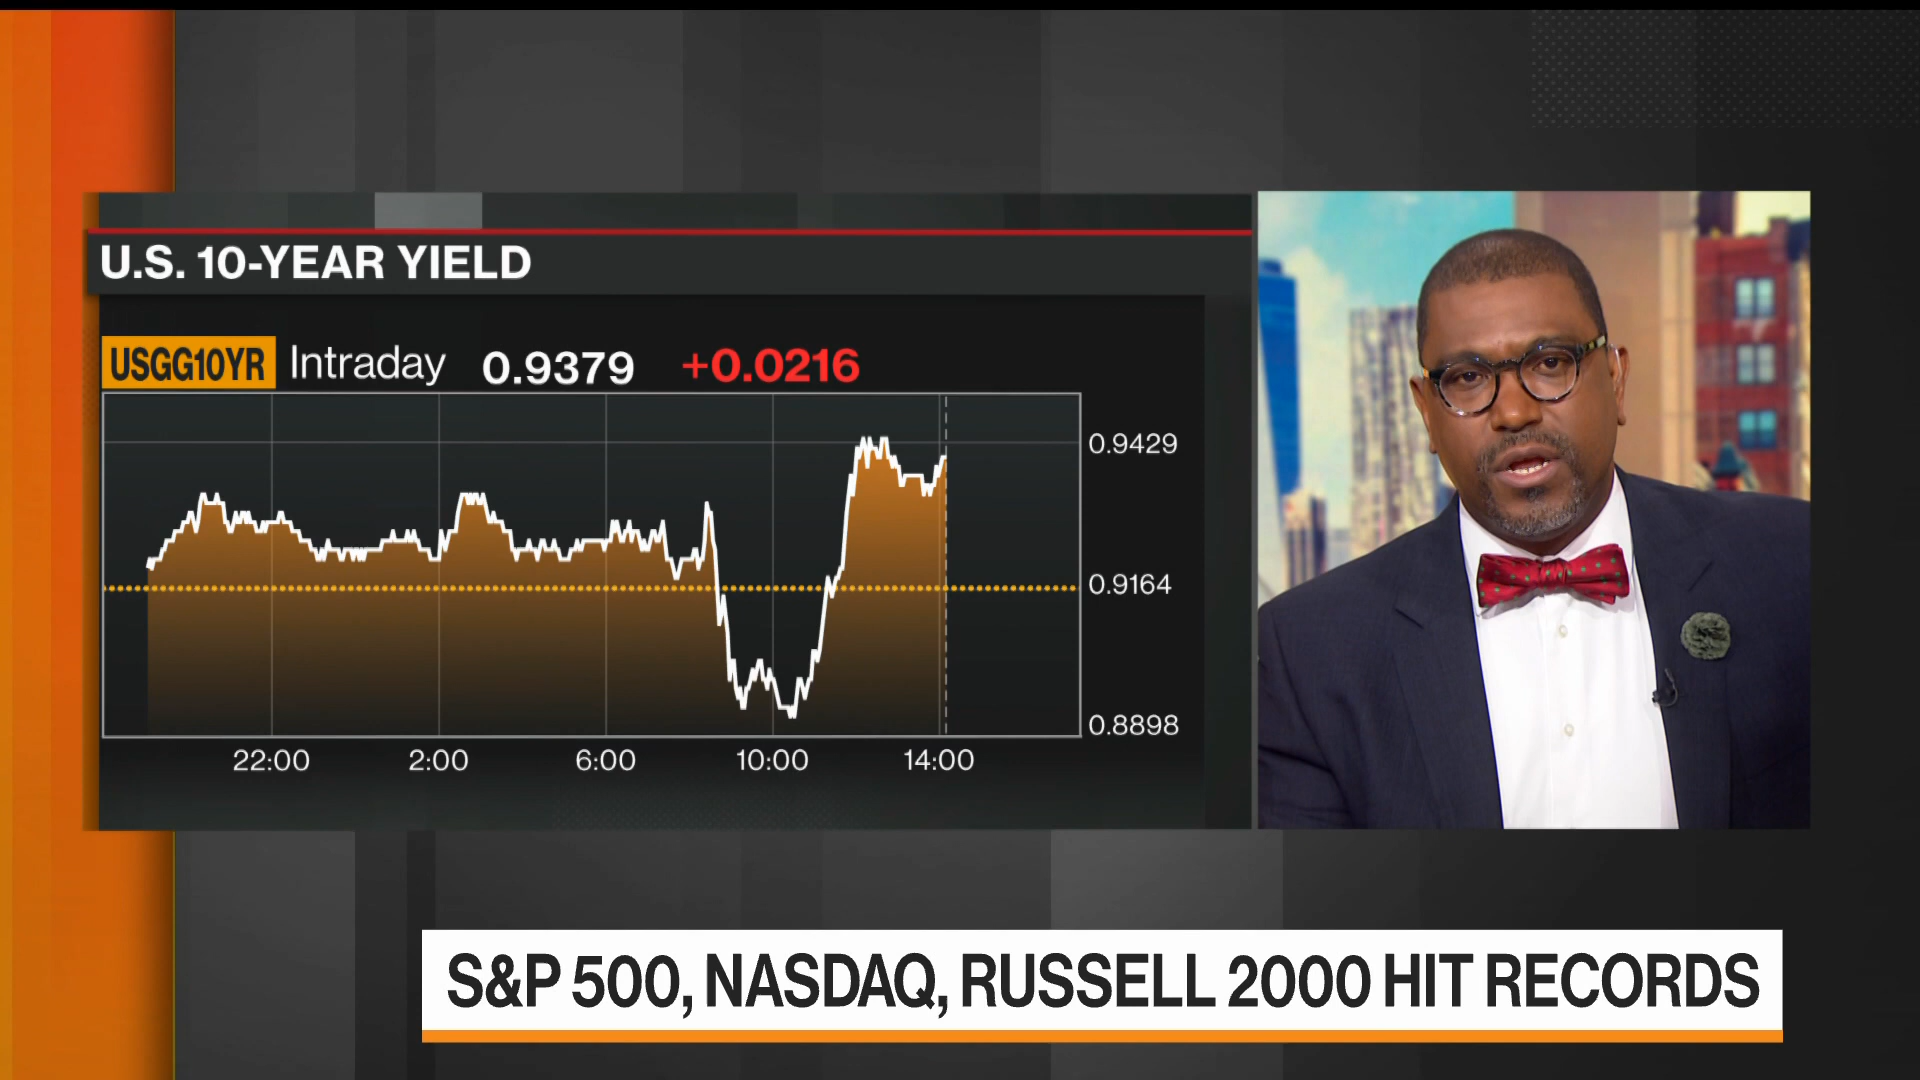 U.S. 10-YEAR YIELD
USGG10YR Intraday 0.9379 +0.0216
0.9429
0.9164
0.8898
22:00 2:00 6:00 10:00 14:00
S&P 500, NASDAQ, RUSSELL 2000 HIT RECORDS